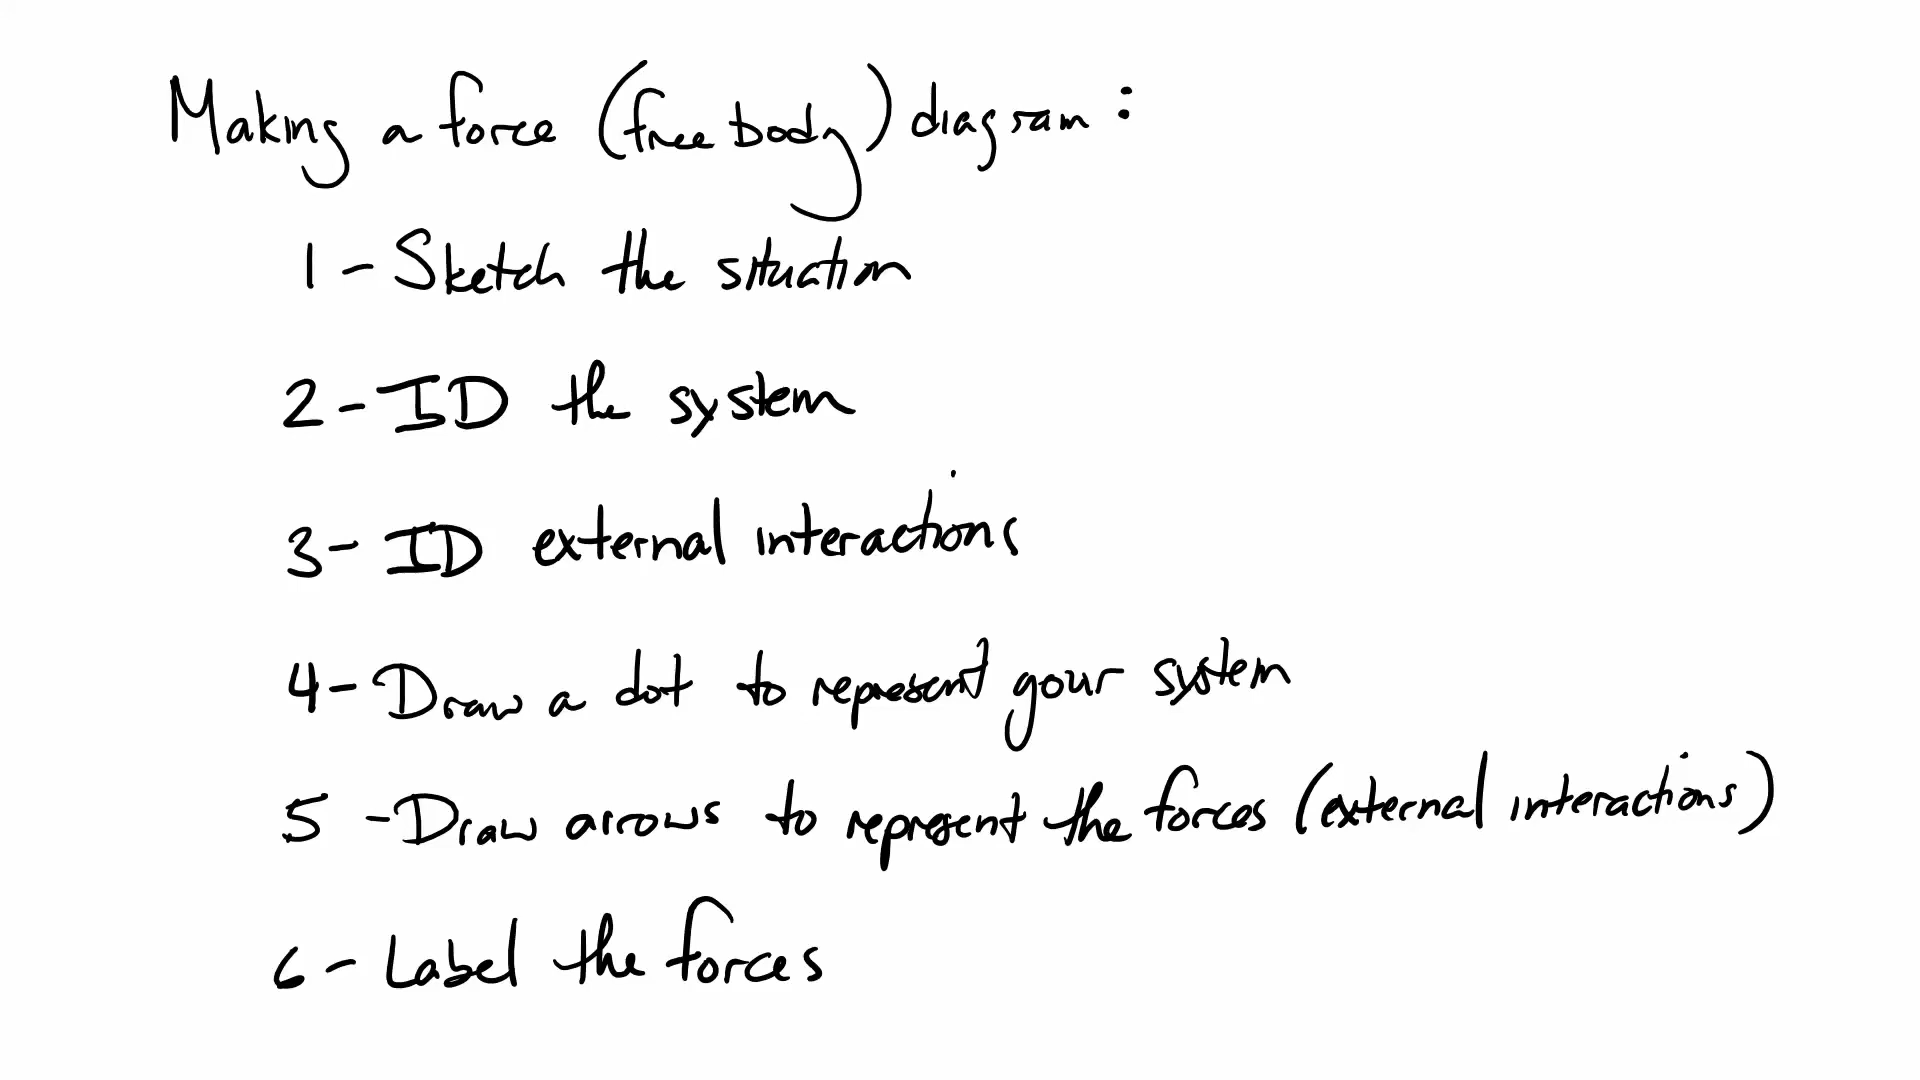 Making a force (free body) diagram:
1 - Sketch the situation
2 - ID the system
3 - ID external interactions
4 - Draw a dot to represent your system
5 - Draw arrows to represent the forces (external interactions)
6 - Label the forces